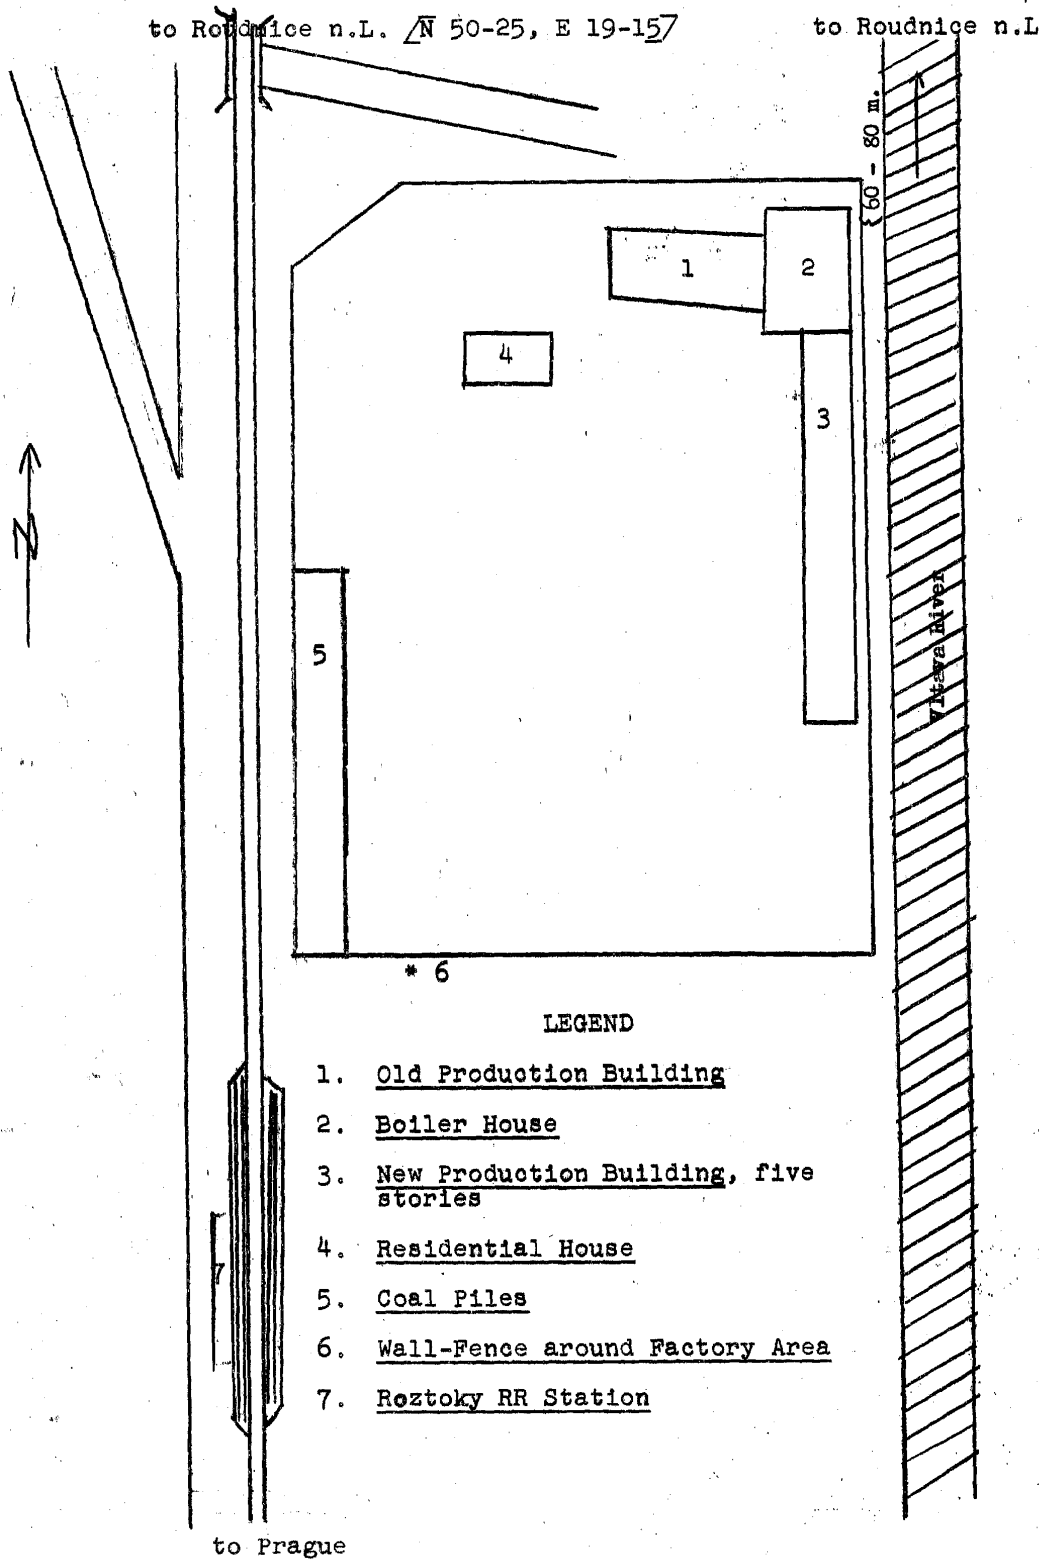 to Roudnice n.L. /N 50-25, E 19-15/
to Roudnice n.L
60 - 80 m.
1
2
4
3
N
5
Vltava River
* 6
LEGEND
1. Old Production Building
2. Boiler House
3. New Production Building, five
stories
4. Residential House
5. Coal Piles
6. Wall-Fence around Factory Area
7. Roztoky RR Station
7
to Prague